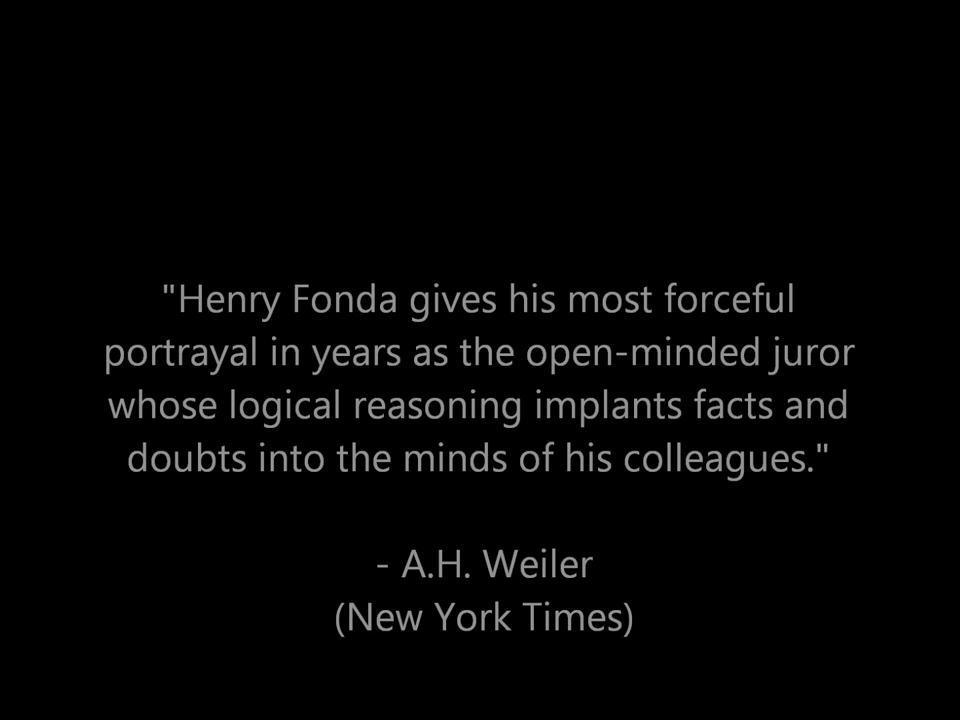 "Henry Fonda gives his most forceful
portrayal in years as the open-minded juror
whose logical reasoning implants facts and
doubts into the minds of his colleagues."
- A.H. Weiler
(New York Times)